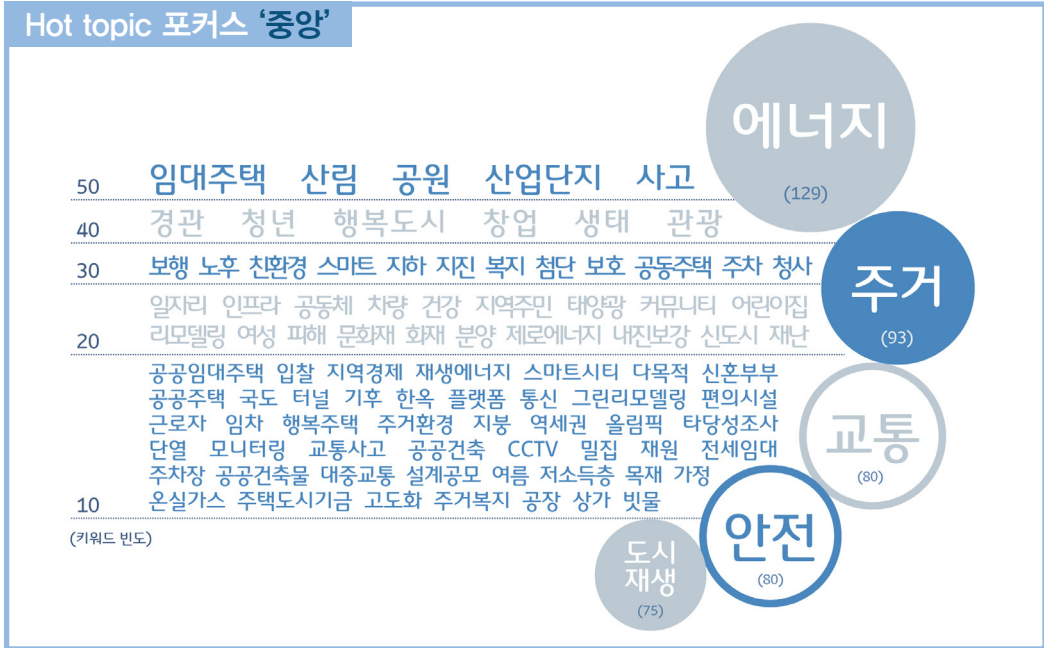 Hot topic 포커스 ‘중앙’
에너지
(129)
50 임대주택 산림 공원 산업단지 사고
40 경관 청년 행복도시 창업 생태 관광
30 보행 노후 친환경 스마트 지하 지진 복지 첨단 보호 공동주택 주차 청사
주거
(93)
일자리 인프라 공동체 차량 건강 지역주민 태양광 커뮤니티 어린이집
20 리모델링 여성 피해 문화재 화재 분양 제로에너지 내진보강 신도시 재난
공공임대주택 입찰 지역경제 재생에너지 스마트시티 다목적 신혼부부
공공주택 국도 터널 기후 한옥 플랫폼 통신 그린리모델링 편의시설
근로자 임차 행복주택 주거환경 지붕 역세권 올림픽 타당성조사
단열 모니터링 교통사고 공공건축 CCTV 밀집 재원 전세임대
주차장 공공건축물 대중교통 설계공모 여름 저소득층 목재 가정
10 온실가스 주택도시기금 고도화 주거복지 공장 상가 빗물
(키워드 빈도)
교통
(80)
안전
(80)
도시
재생
(75)